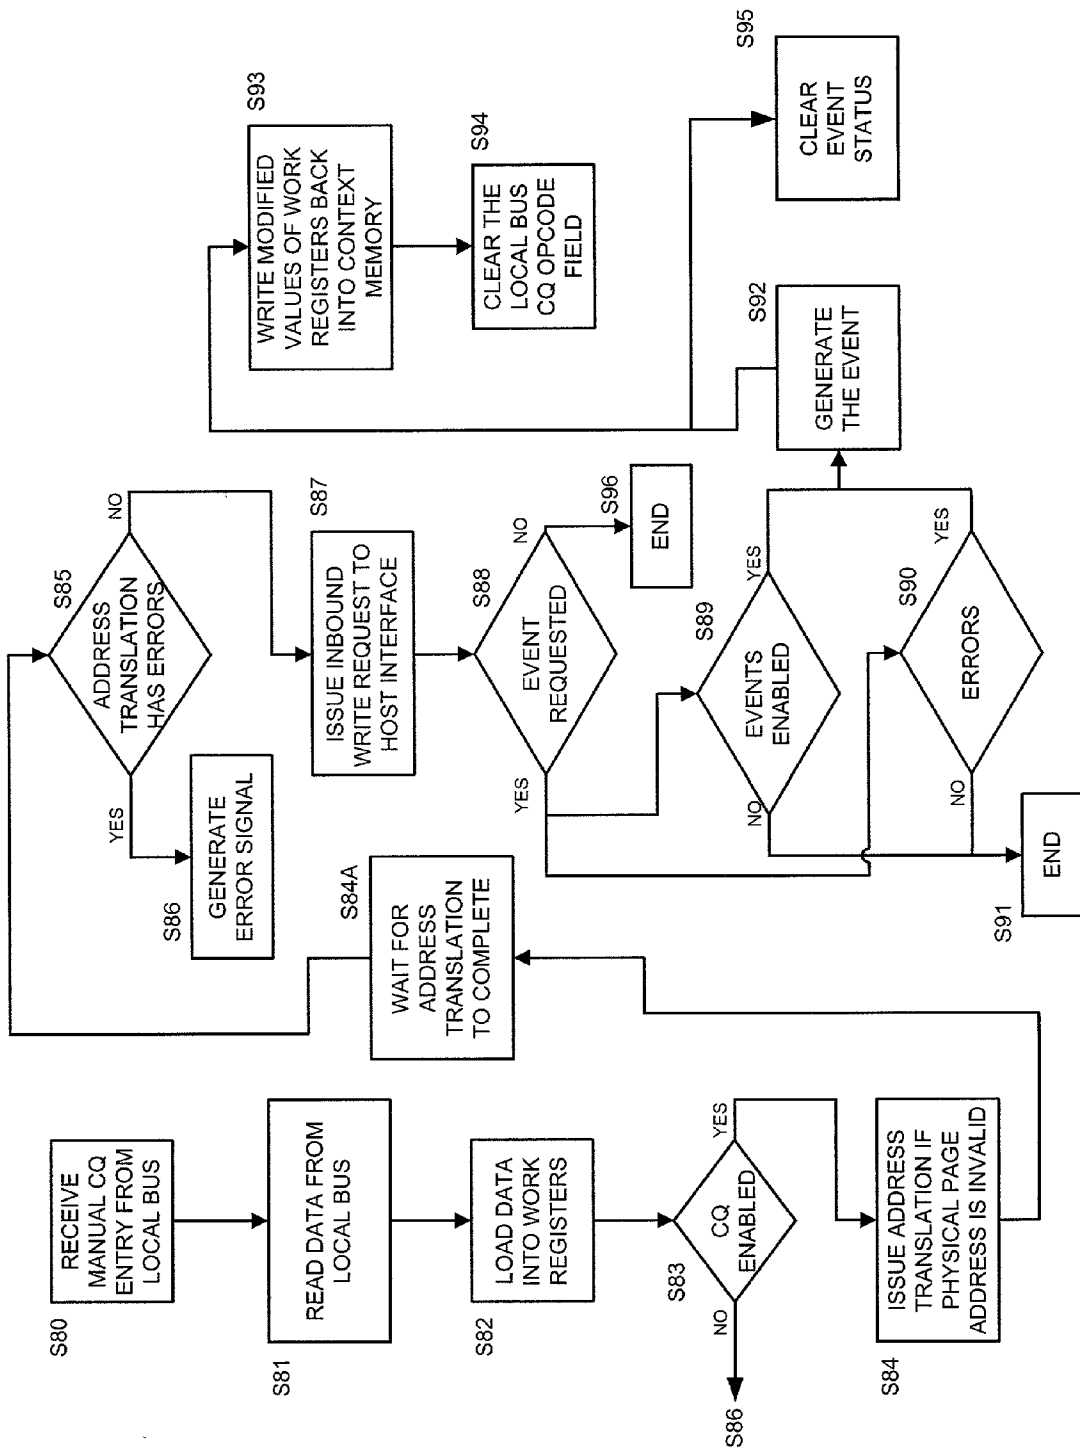 S80
RECEIVE
MANUAL CQ
ENTRY FROM
LOCAL BUS
S81
READ DATA FROM
LOCAL BUS
S82
LOAD DATA
INTO WORK
REGISTERS
S83
CQ
ENABLED
NO
S86
YES
S84
ISSUE ADDRESS
TRANSLATION IF
PHYSICAL PAGE
ADDRESS IS INVALID
S84A
WAIT FOR
ADDRESS
TRANSLATION
TO COMPLETE
S85
ADDRESS
TRANSLATION
HAS ERRORS
YES
NO
S86
GENERATE
ERROR SIGNAL
S87
ISSUE INBOUND
WRITE REQUEST TO
HOST INTERFACE
S88
EVENT
REQUESTED
YES
NO
S96
END
S89
EVENTS
ENABLED
NO
YES
S90
ERRORS
NO
YES
S91
END
S92
GENERATE
THE EVENT
S93
WRITE MODIFIED
VALUES OF WORK
REGISTERS BACK
INTO CONTEXT
MEMORY
S94
CLEAR THE
LOCAL BUS
CQ OPCODE
FIELD
S95
CLEAR
EVENT
STATUS